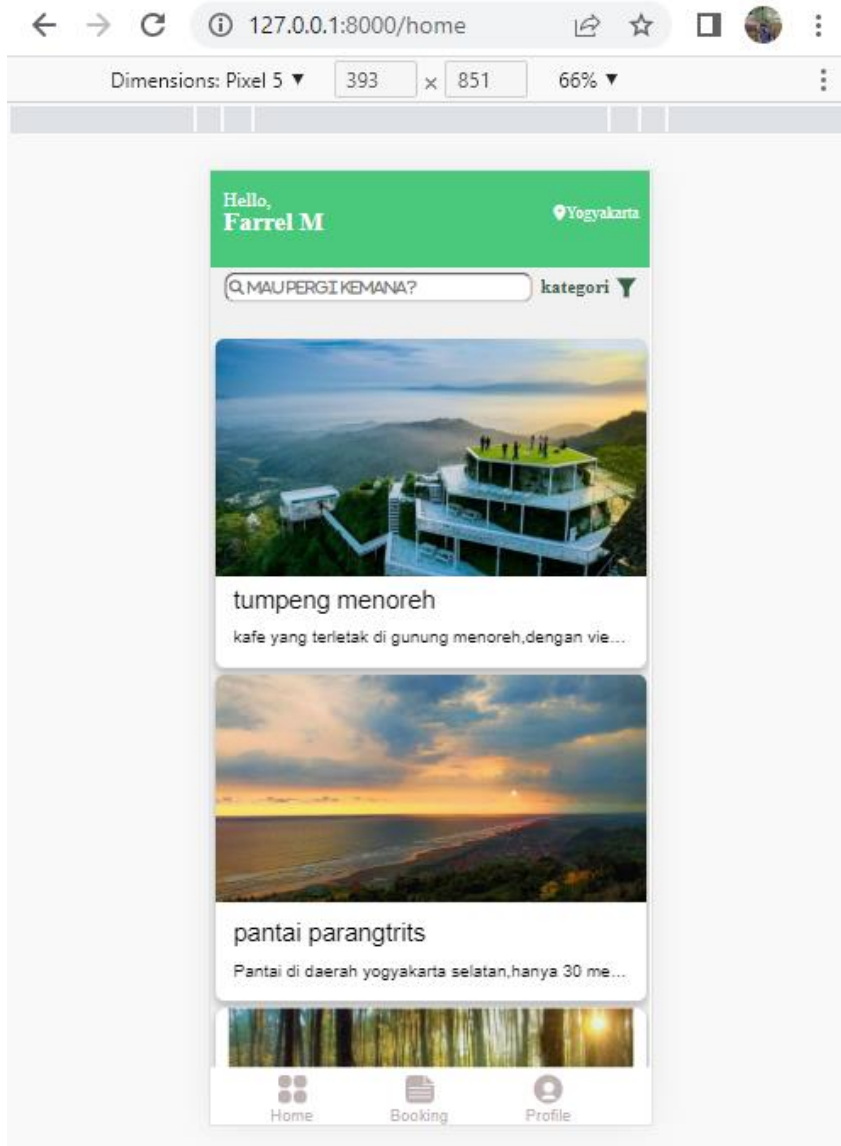 127.0.0.1:8000/home
Dimensions: Pixel 5 ▼ 393 × 851 66% ▼
Hello,
Farrel M
Yogyakarta
MAU PERGI KEMANA?
kategori
tumpeng menoreh
kafe yang terletak di gunung menoreh,dengan vie...
pantai parangtrits
Pantai di daerah yogyakarta selatan,hanya 30 me...
Home Booking Profile